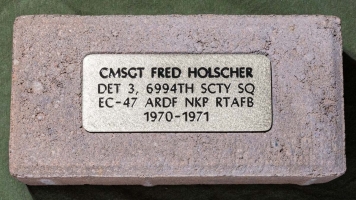 CMSGT FRED HOLSCHER
DET 3, 6994TH SCTY SQ
EC-47 ARDF NKP RTAFB
1970-1971